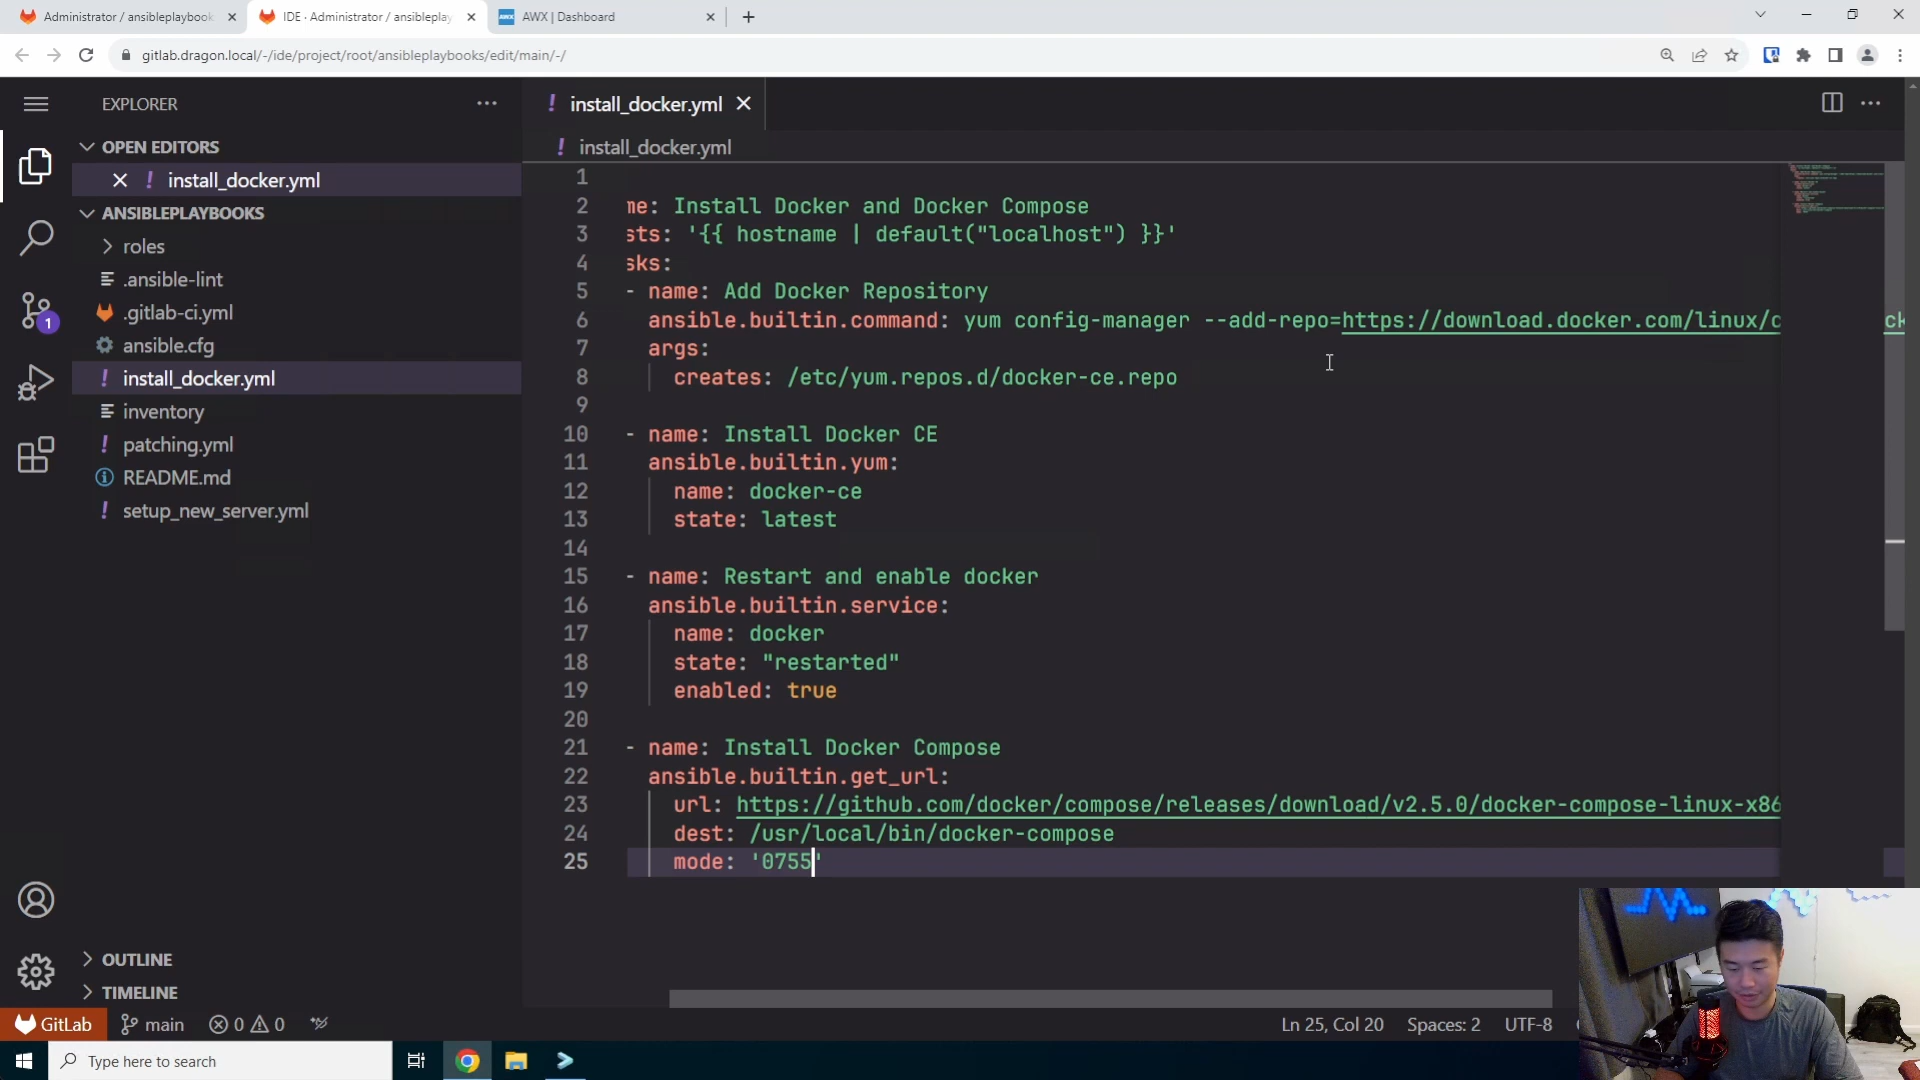 Administrator / ansibleplaybook
IDE · Administrator / ansibleplay
AWX | Dashboard
gitlab.dragon.local/-/ide/project/root/ansibleplaybooks/edit/main/-/
EXPLORER
OPEN EDITORS
install_docker.yml
ANSIBLEPLAYBOOKS
roles
.ansible-lint
.gitlab-ci.yml
ansible.cfg
install_docker.yml
inventory
patching.yml
README.md
setup_new_server.yml
OUTLINE
TIMELINE
1
install_docker.yml
install_docker.yml
1
2 me: Install Docker and Docker Compose
3 sts: '{{ hostname | default("localhost") }}'
4 sks:
5 - name: Add Docker Repository
6 ansible.builtin.command: yum config-manager --add-repo=https://download.docker.com/linux/c ck
7 args:
8 creates: /etc/yum.repos.d/docker-ce.repo
9
10 - name: Install Docker CE
11 ansible.builtin.yum:
12 name: docker-ce
13 state: latest
14
15 - name: Restart and enable docker
16 ansible.builtin.service:
17 name: docker
18 state: "restarted"
19 enabled: true
20
21 - name: Install Docker Compose
22 ansible.builtin.get_url:
23 url: https://github.com/docker/compose/releases/download/v2.5.0/docker-compose-linux-x86
24 dest: /usr/local/bin/docker-compose
25 mode: '0755'
GitLab main 0 0
Ln 25, Col 20 Spaces: 2 UTF-8
Type here to search